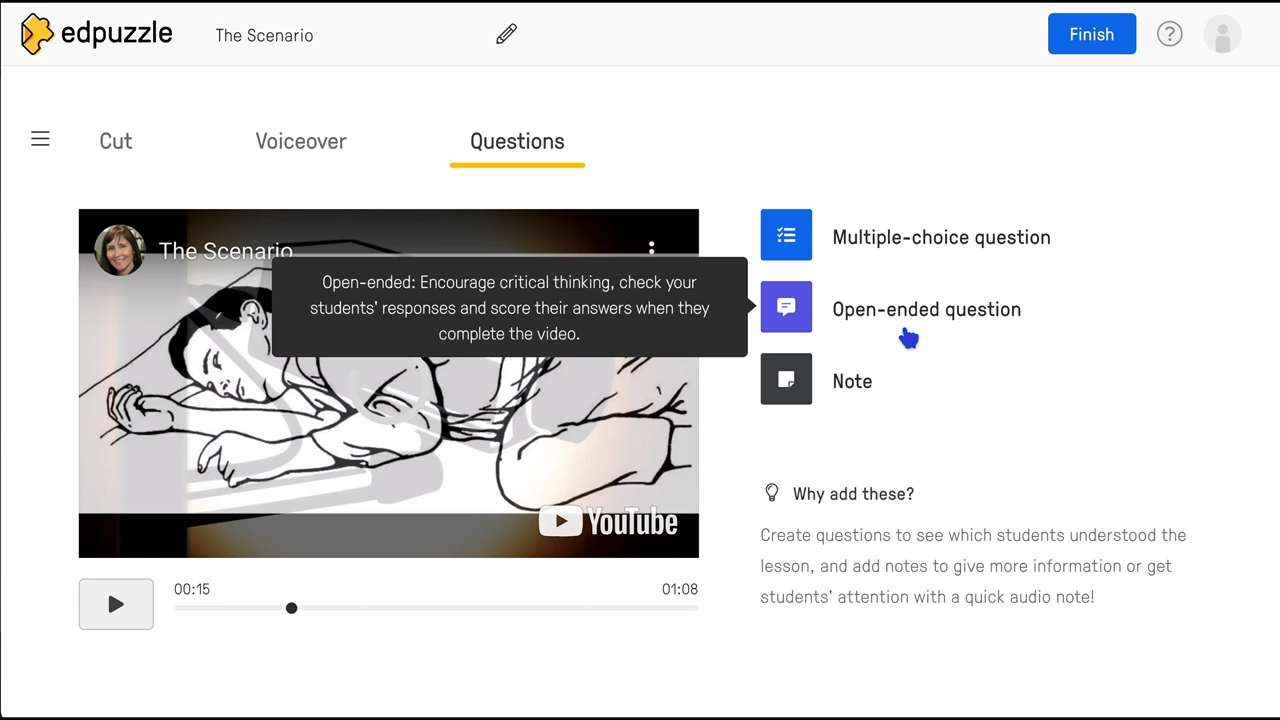 edpuzzle
The Scenario
Finish
?
Cut
Voiceover
Questions
The Scenario
Open-ended: Encourage critical thinking, check your
students' responses and score their answers when they
complete the video.
YouTube
00:15
01:08
Multiple-choice question
Open-ended question
Note
Why add these?
Create questions to see which students understood the
lesson, and add notes to give more information or get
students' attention with a quick audio note!